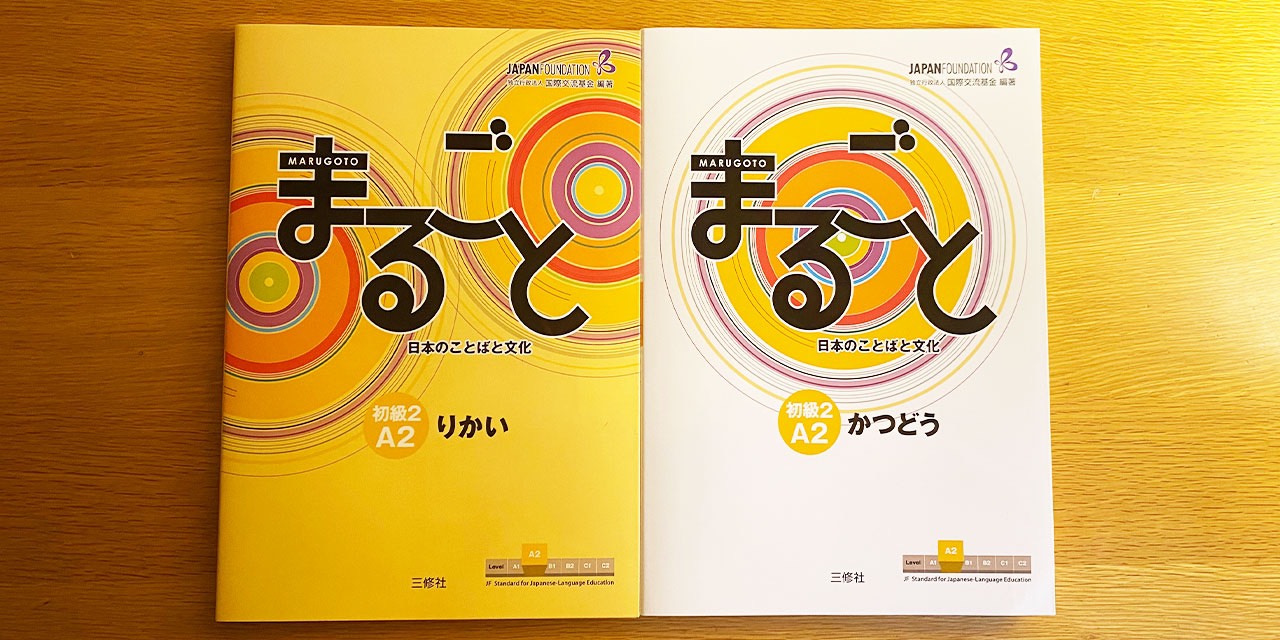 JAPANFOUNDATION
独立行政法人 国際交流基金 編著
MARUGOTO
まるごと
日本のことばと文化
初級2
A2
りかい
A2
Level A1 B1 B2 C1 C2
JF Standard for Japanese-Language Education
三修社
JAPANFOUNDATION
独立行政法人 国際交流基金 編著
MARUGOTO
まるごと
日本のことばと文化
初級2
A2
かつどう
A2
Level A1 B1 B2 C1 C2
JF Standard for Japanese-Language Education
三修社